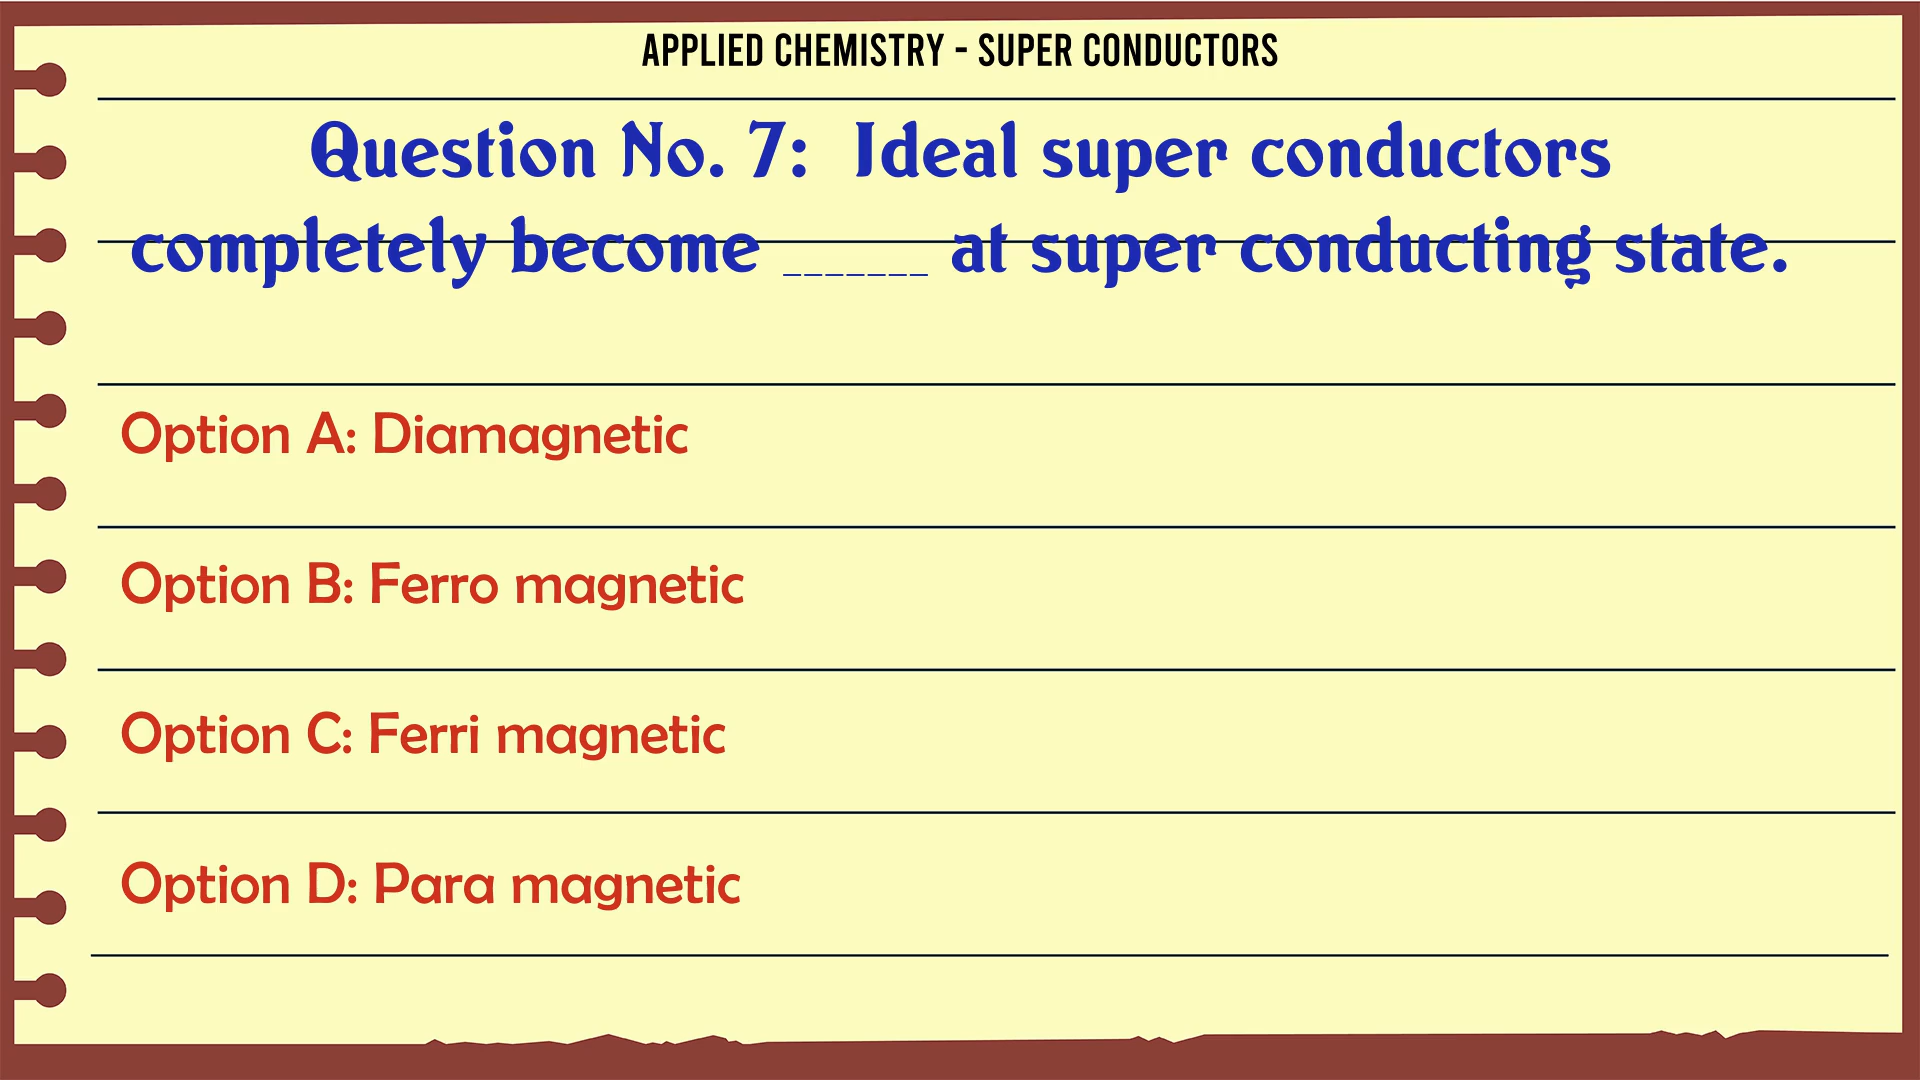 APPLIED CHEMISTRY - SUPER CONDUCTORS
Question No. 7: Ideal super conductors
completely become _______ at super conducting state.
Option A: Diamagnetic
Option B: Ferro magnetic
Option C: Ferri magnetic
Option D: Para magnetic